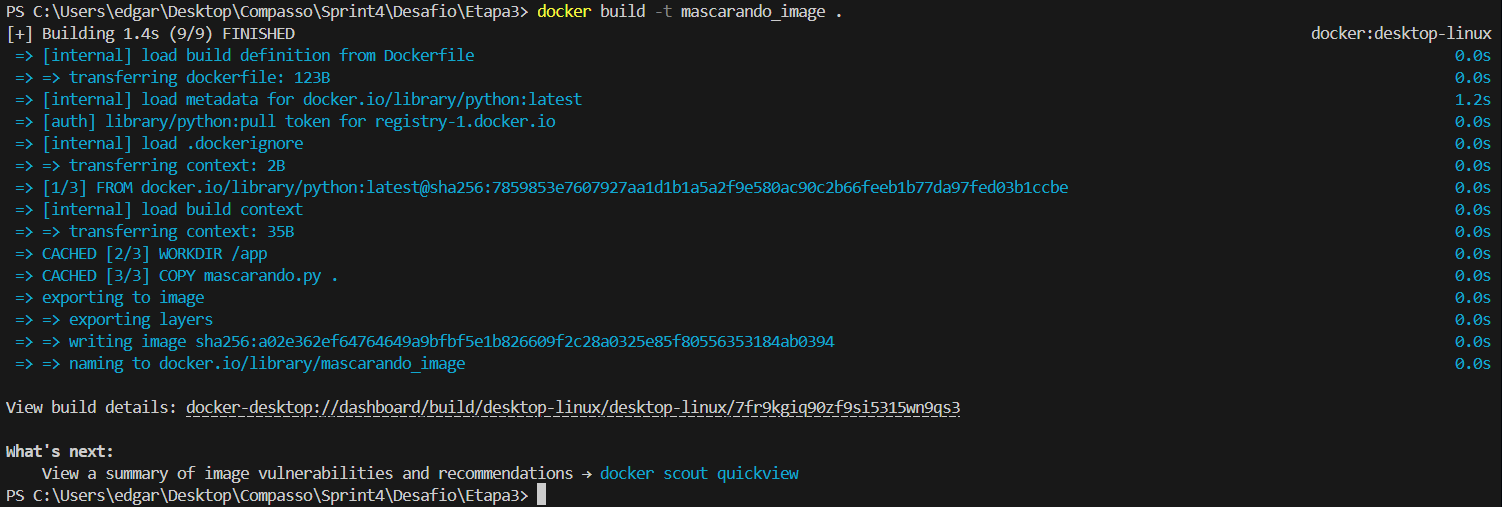 PS C:\Users\edgar\Desktop\Compasso\Sprint4\Desafio\Etapa3> docker build -t mascarando_image .
[+] Building 1.4s (9/9) FINISHED docker:desktop-linux
=> [internal] load build definition from Dockerfile 0.0s
=> => transferring dockerfile: 123B 0.0s
=> [internal] load metadata for docker.io/library/python:latest 1.2s
=> [auth] library/python:pull token for registry-1.docker.io 0.0s
=> [internal] load .dockerignore 0.0s
=> => transferring context: 2B 0.0s
=> [1/3] FROM docker.io/library/python:latest@sha256:7859853e7607927aa1d1b1a5a2f9e580ac90c2b66feeb1b77da97fed03b1ccbe 0.0s
=> [internal] load build context 0.0s
=> => transferring context: 35B 0.0s
=> CACHED [2/3] WORKDIR /app 0.0s
=> CACHED [3/3] COPY mascarando.py . 0.0s
=> exporting to image 0.0s
=> => exporting layers 0.0s
=> => writing image sha256:a02e362ef64764649a9bfbf5e1b826609f2c28a0325e85f80556353184ab0394 0.0s
=> => naming to docker.io/library/mascarando_image 0.0s
View build details: docker-desktop://dashboard/build/desktop-linux/desktop-linux/7fr9kgiq90zf9si5315wn9qs3
What's next:
View a summary of image vulnerabilities and recommendations → docker scout quickview
PS C:\Users\edgar\Desktop\Compasso\Sprint4\Desafio\Etapa3>